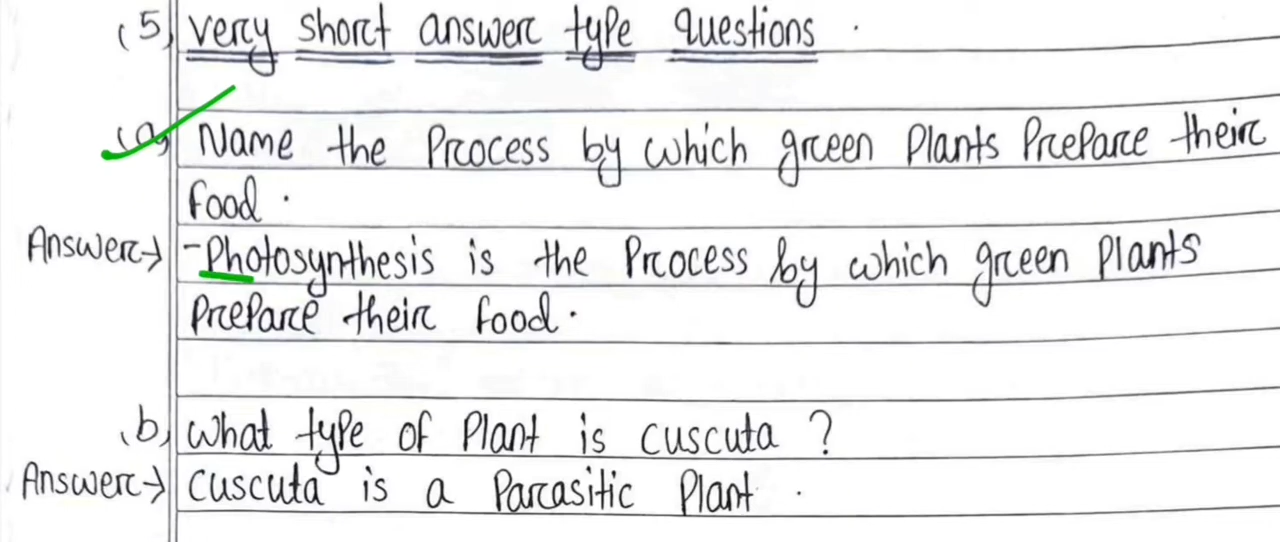 (5) very short answer type questions.
(a) Name the Process by which green Plants Prepare their
food.
Answer→ -Photosynthesis is the Process by which green Plants
Prepare their food.
(b) what type of Plant is cuscuta ?
Answer→ cuscuta is a Parasitic Plant.